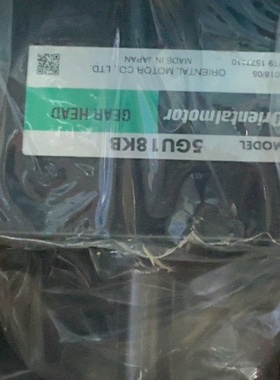 MODEL 5GU18KB
Orientalmotor GEAR HEAD
ORIENTAL MOTOR CO., LTD.
MADE IN JAPAN